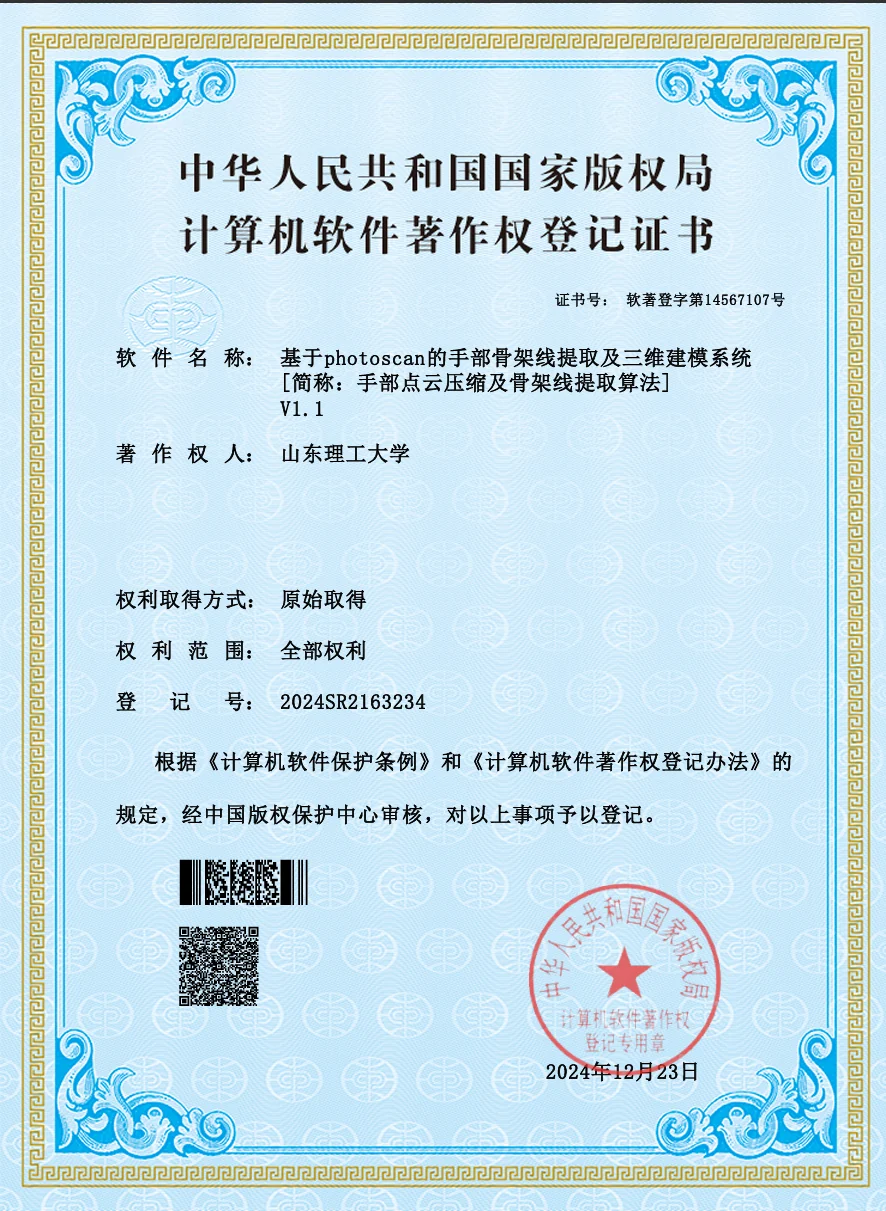 中华人民共和国国家版权局
计算机软件著作权登记证书
证书号： 软著登字第14567107号
软件名称： 基于photoscan的手部骨架线提取及三维建模系统
[简称：手部点云压缩及骨架线提取算法]
V1.1
著作权人： 山东理工大学
权利取得方式： 原始取得
权利范围： 全部权利
登记号： 2024SR2163234
根据《计算机软件保护条例》和《计算机软件著作权登记办法》的
规定，经中国版权保护中心审核，对以上事项予以登记。
中华人民共和国国家版权局
计算机软件著作权
登记专用章
2024年12月23日